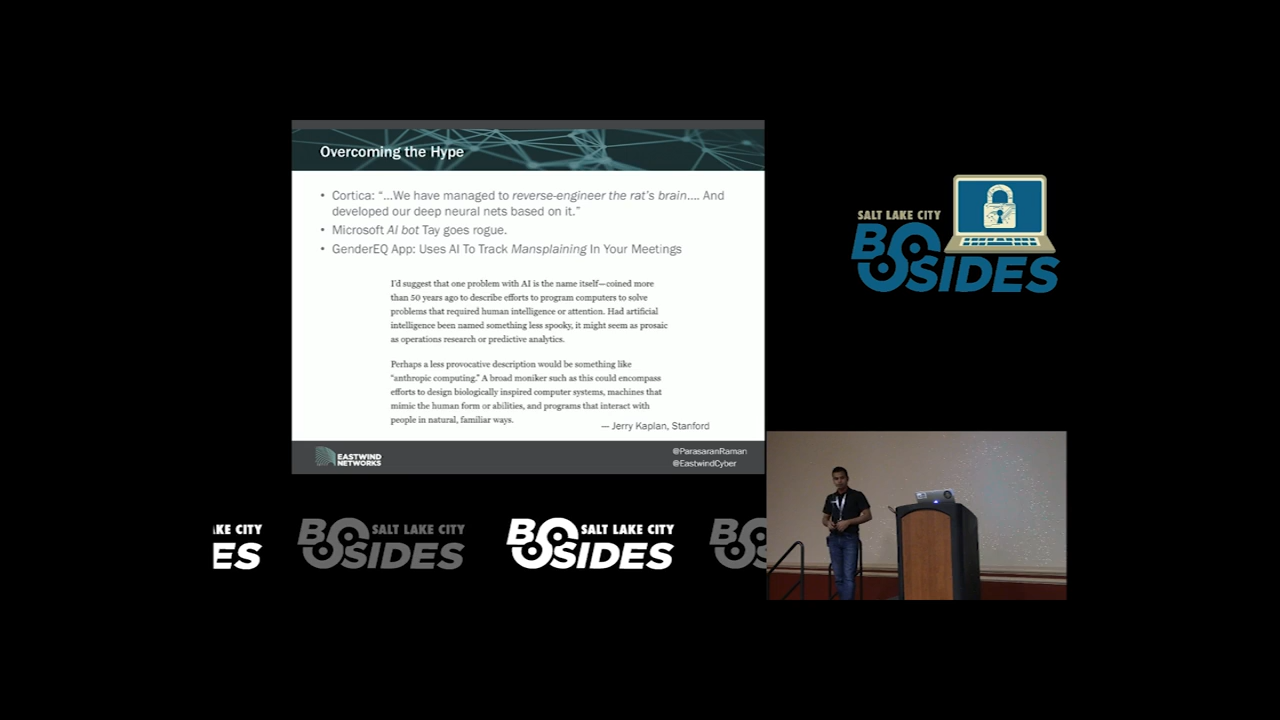 Overcoming the Hype
• Cortica: “...We have managed to reverse-engineer the rat’s brain.... And
developed our deep neural nets based on it.”
• Microsoft AI bot Tay goes rogue.
• GenderEQ App: Uses AI To Track Mansplaining In Your Meetings
I’d suggest that one problem with AI is the name itself—coined more
than 50 years ago to describe efforts to program computers to solve
problems that required human intelligence or attention. Had artificial
intelligence been named something less spooky, it might seem as prosaic
as operations research or predictive analytics.
Perhaps a less provocative description would be something like
“anthropic computing.” A broad moniker such as this could encompass
efforts to design biologically inspired computer systems, machines that
mimic the human form or abilities, and programs that interact with
people in natural, familiar ways.
— Jerry Kaplan, Stanford
EASTWIND
NETWORKS
@ParasaranRaman
@EastwindCyber
SALT LAKE CITY
BSIDES
KE CITY
ES
BSIDES SALT LAKE CITY
BSIDES SALT LAKE CITY
BS